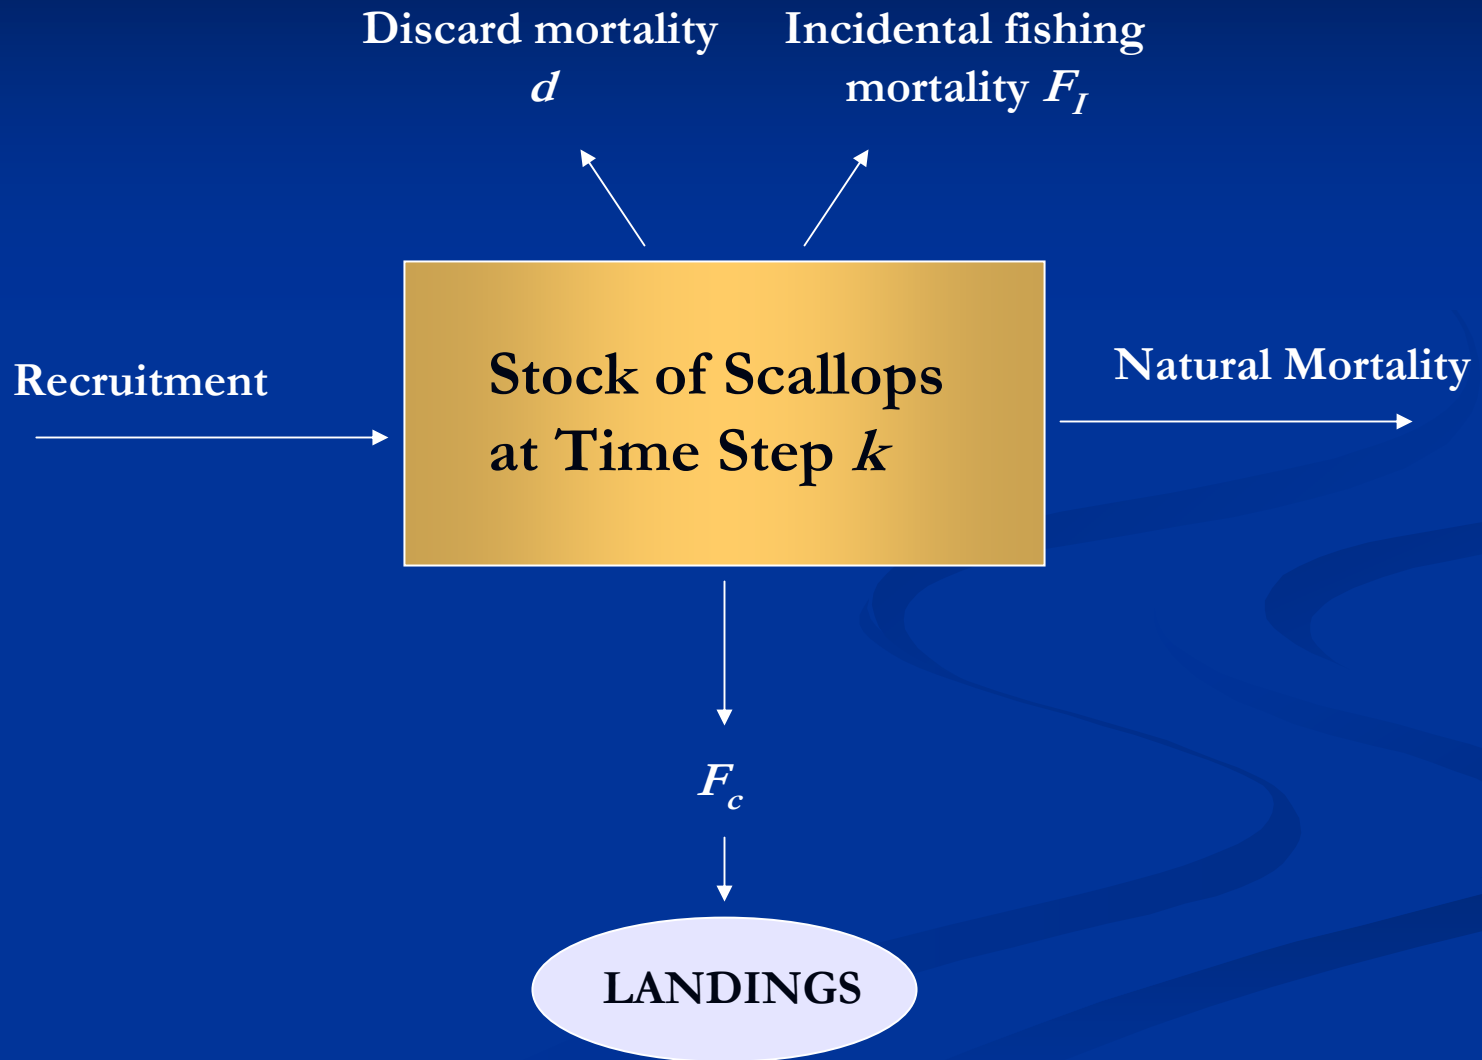 Discard mortality
d
Incidental fishing
mortality F_I
Recruitment
Stock of Scallops
at Time Step k
Natural Mortality
F_c
LANDINGS